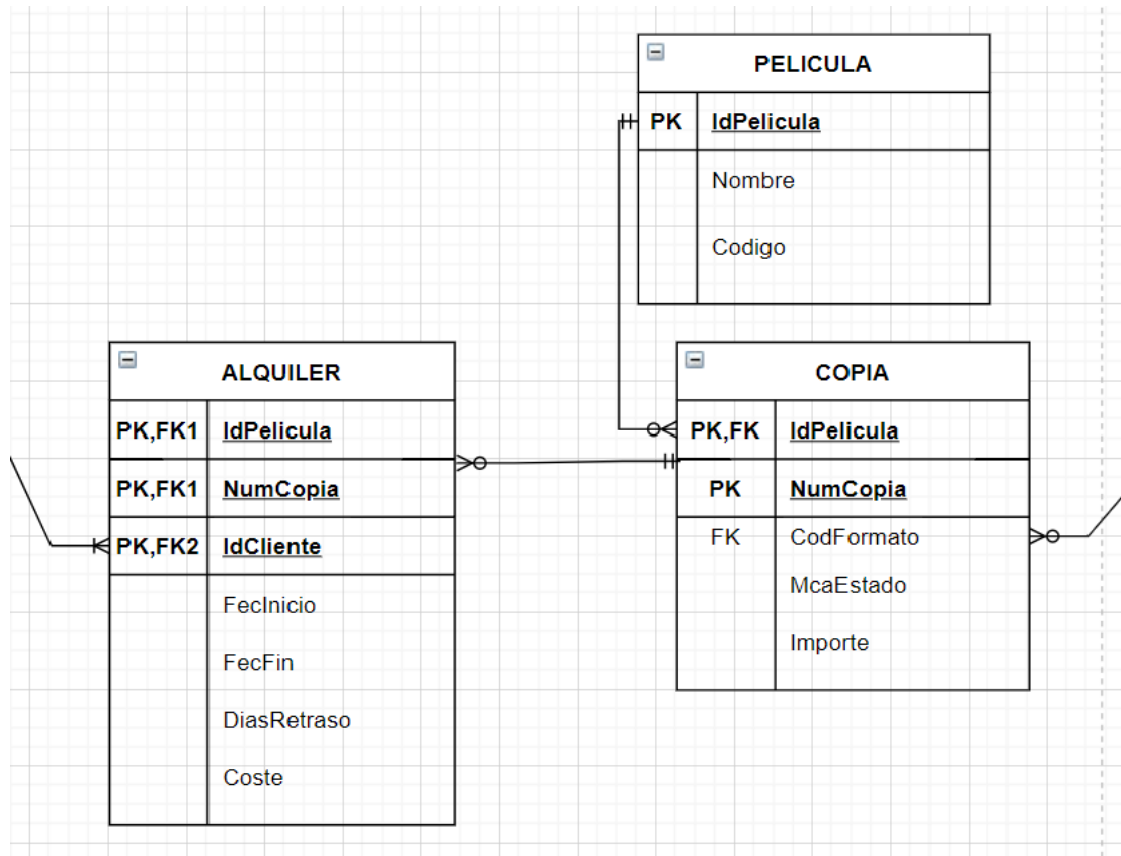 PELICULA
PK IdPelicula
Nombre
Codigo
ALQUILER
PK,FK1 IdPelicula
PK,FK1 NumCopia
PK,FK2 IdCliente
FecInicio
FecFin
DiasRetraso
Coste
COPIA
PK,FK IdPelicula
PK NumCopia
FK CodFormato
McaEstado
Importe